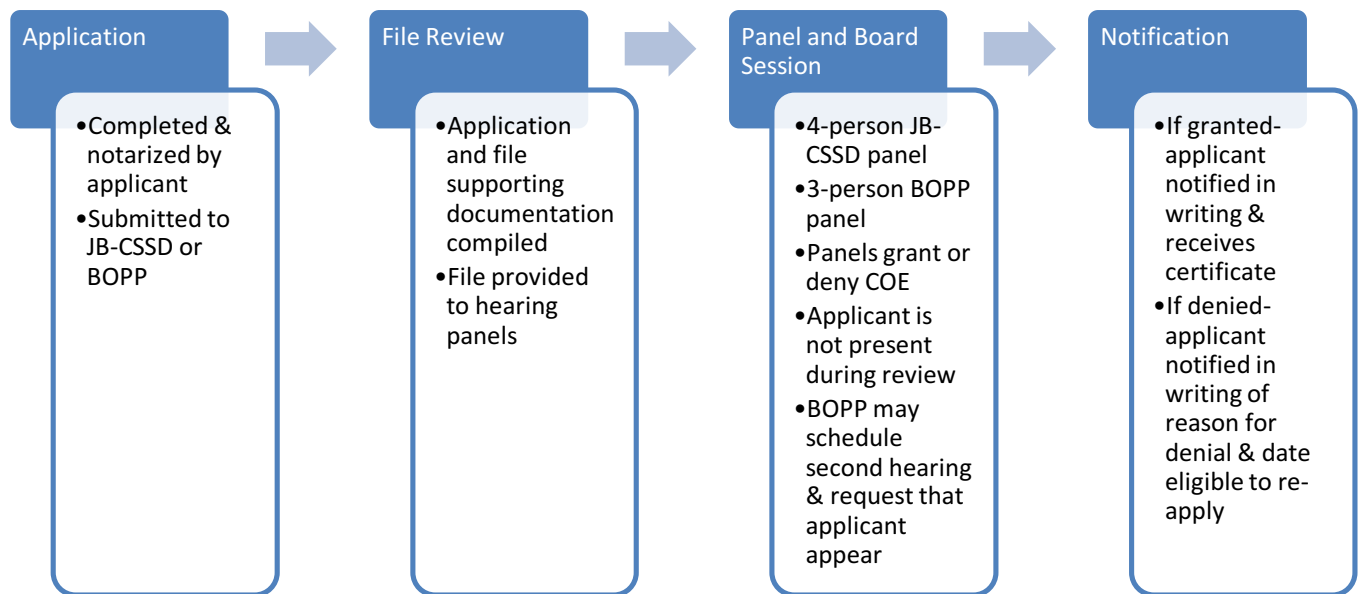 Application
•Completed &
notarized by
applicant
•Submitted to
JB-CSSD or
BOPP
File Review
•Application
and file
supporting
documentation
compiled
•File provided
to hearing
panels
Panel and Board
Session
•4-person JB-
CSSD panel
•3-person BOPP
panel
•Panels grant or
deny COE
•Applicant is
not present
during review
•BOPP may
schedule
second hearing
& request that
applicant
appear
Notification
•If granted-
applicant
notified in
writing &
receives
certificate
•If denied-
applicant
notified in
writing of
reason for
denial & date
eligible to re-
apply